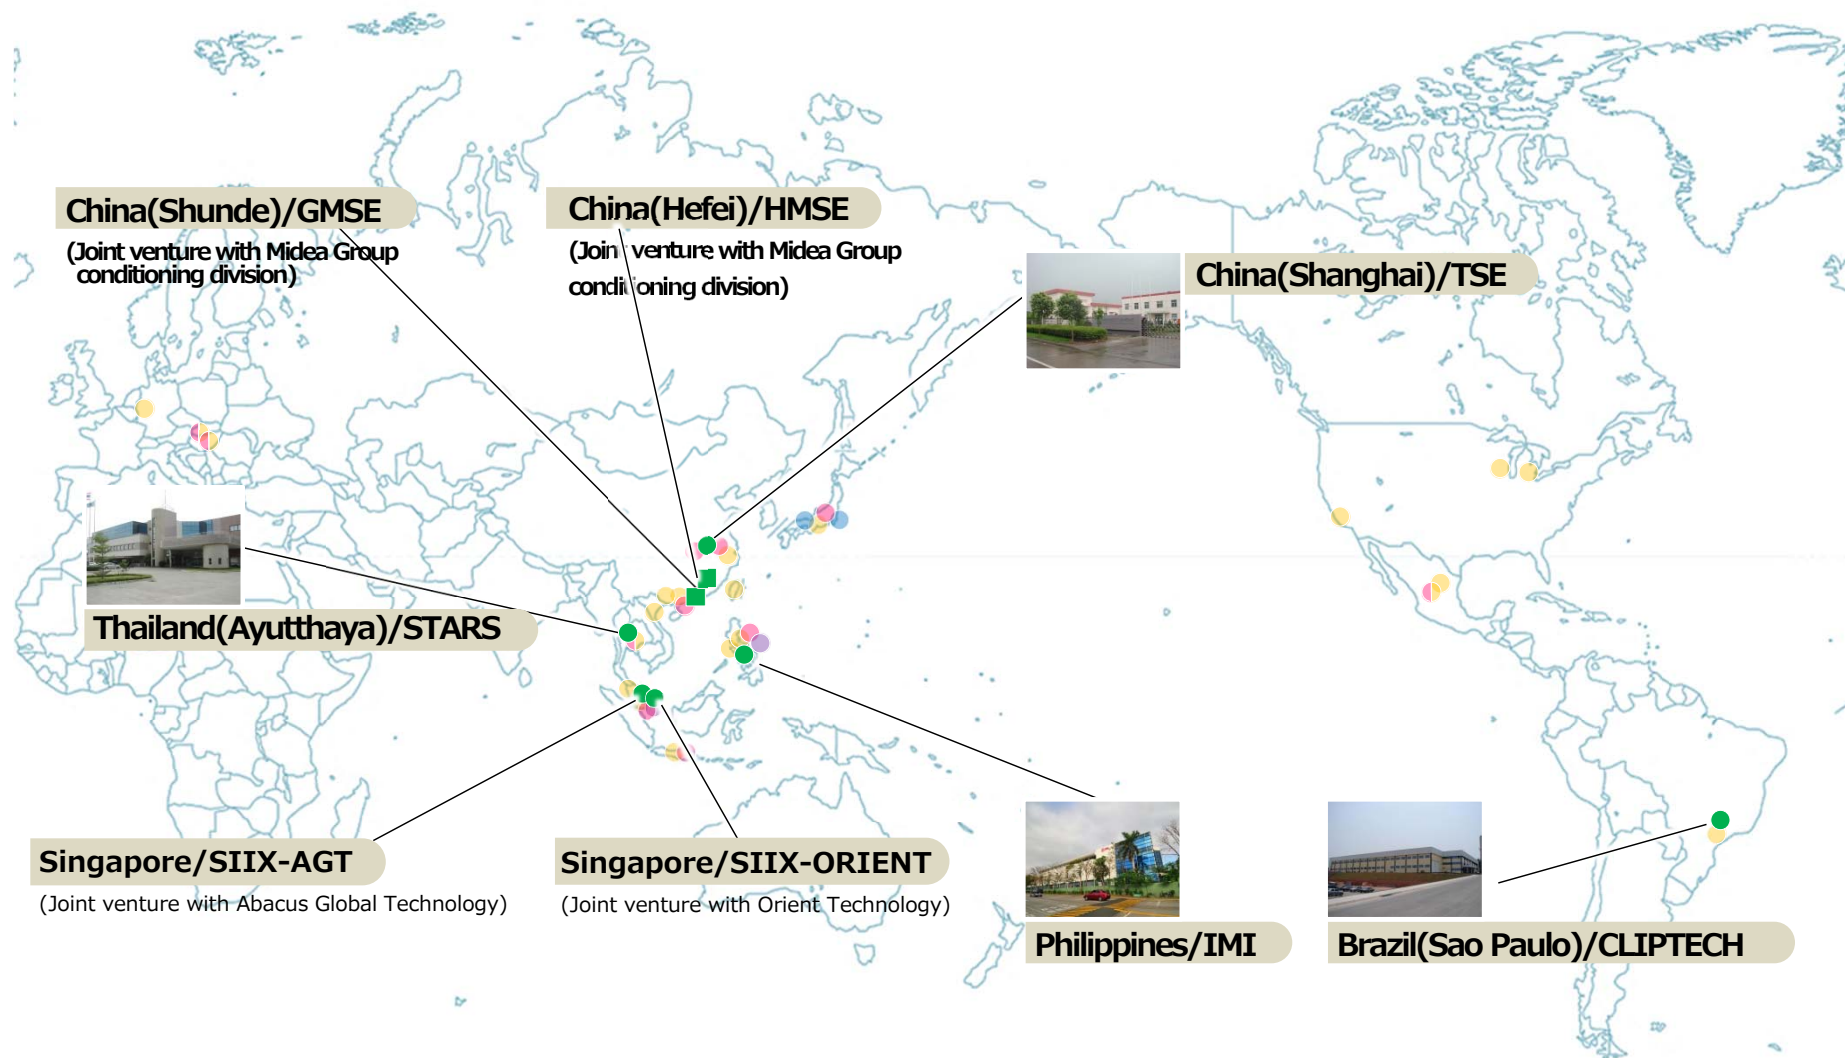 China(Shunde)/GMSE
(Joint venture with Midea Group
conditioning division)
China(Hefei)/HMSE
(Joint venture with Midea Group
conditioning division)
China(Shanghai)/TSE
Thailand(Ayutthaya)/STARS
Singapore/SIIX-AGT
(Joint venture with Abacus Global Technology)
Singapore/SIIX-ORIENT
(Joint venture with Orient Technology)
Philippines/IMI
Brazil(Sao Paulo)/CLIPTECH